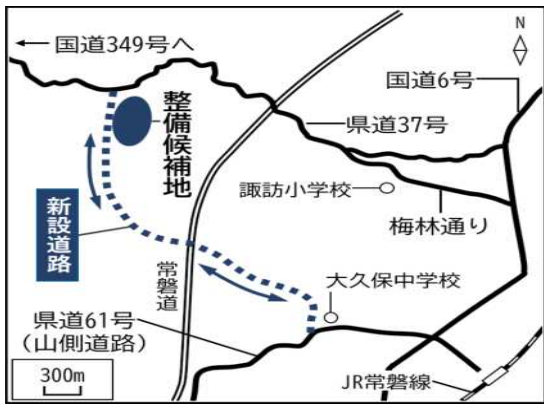 国道349号へ
N
国道6号
整備候補地
県道37号
諏訪小学校
梅林通り
新設道路
常磐道
大久保中学校
県道61号
(山側道路)
300m
JR常磐線